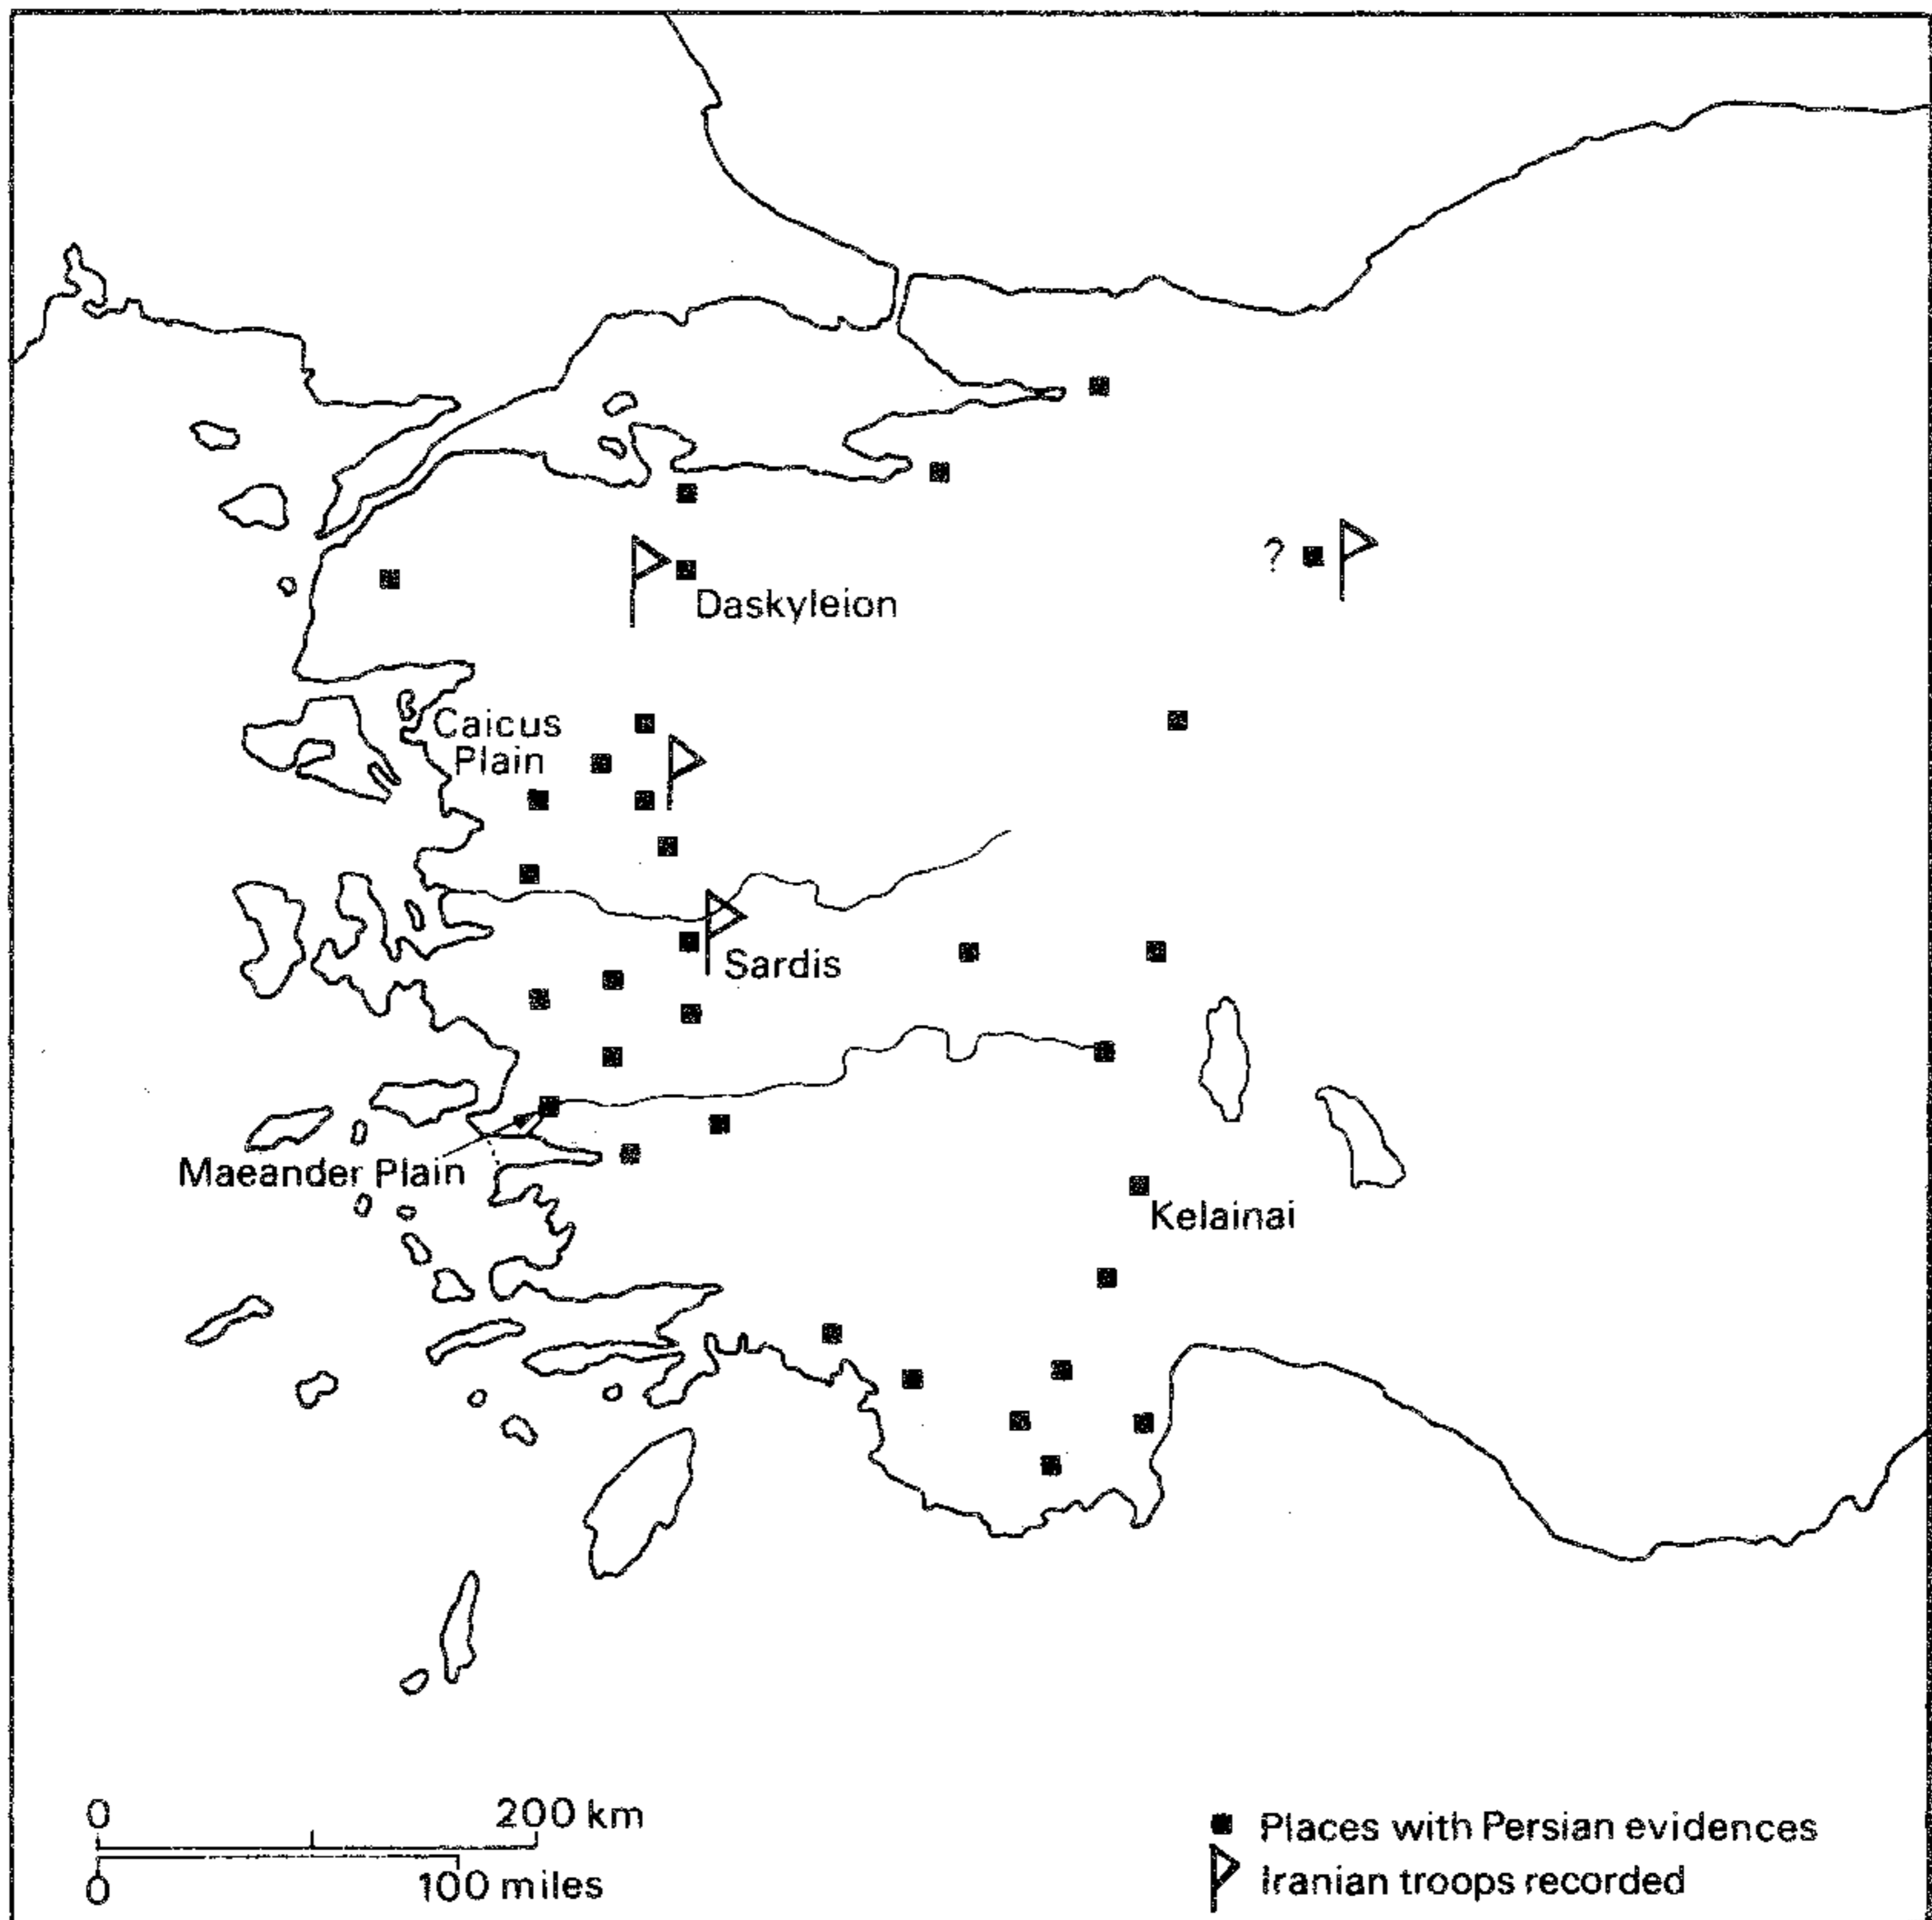 Daskyleion
?
Caicus
Plain
Sardis
Maeander Plain
Kelainai
0
200 km
0
100 miles
Places with Persian evidences
Iranian troops recorded